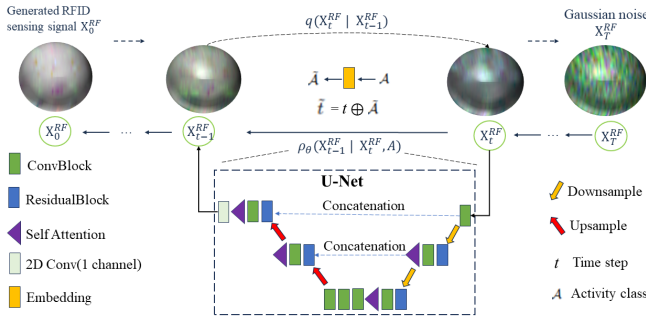 Generated RFID
sensing signal X_0^{RF}
q(X_t^{RF} | X_{t-1}^{RF})
Gaussian noise
X_T^{RF}
Ā ← A
t̃ = t ⊕ Ā
X_0^{RF} ... X_{t-1}^{RF} X_t^{RF} ... X_T^{RF}
ρ_θ(X_{t-1}^{RF} | X_t^{RF}, A)
U-Net
Concatenation
Concatenation
ConvBlock
ResidualBlock
Self Attention
2D Conv(1 channel)
Embedding
Downsample
Upsample
t Time step
A Activity class